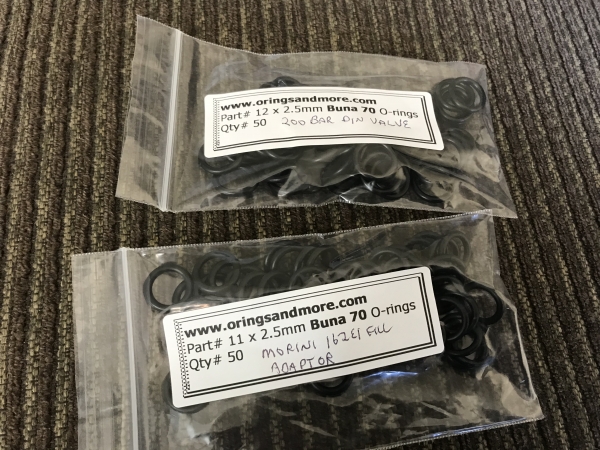 www.oringsandmore.com
Part# 12 x 2.5mm Buna 70 O-rings
Qty# 50 200 BAR DIN VALVE
www.oringsandmore.com
Part# 11 x 2.5mm Buna 70 O-rings
Qty# 50 MORINI 162EI FILL
ADAPTOR